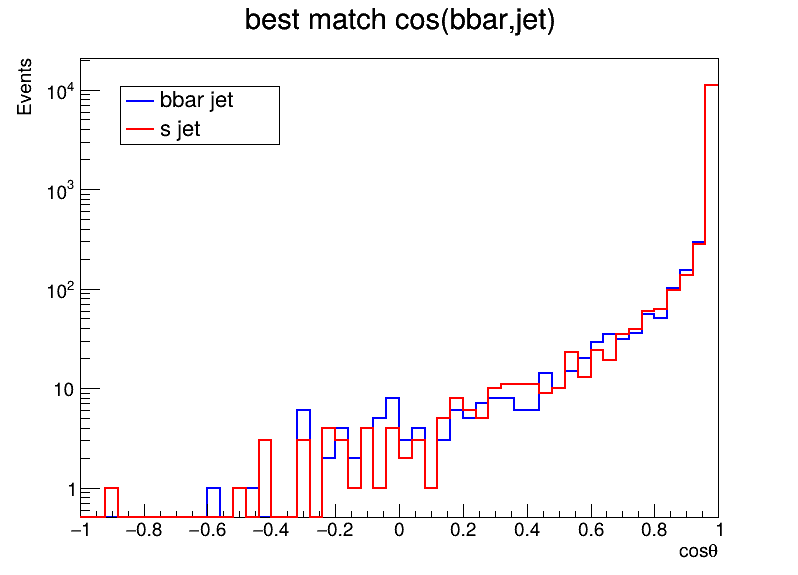 best match cos(bbar,jet)
Events
bbar jet
s jet
10⁴
10³
10²
10
1
−1 −0.8 −0.6 −0.4 −0.2 0 0.2 0.4 0.6 0.8 1
cosθ